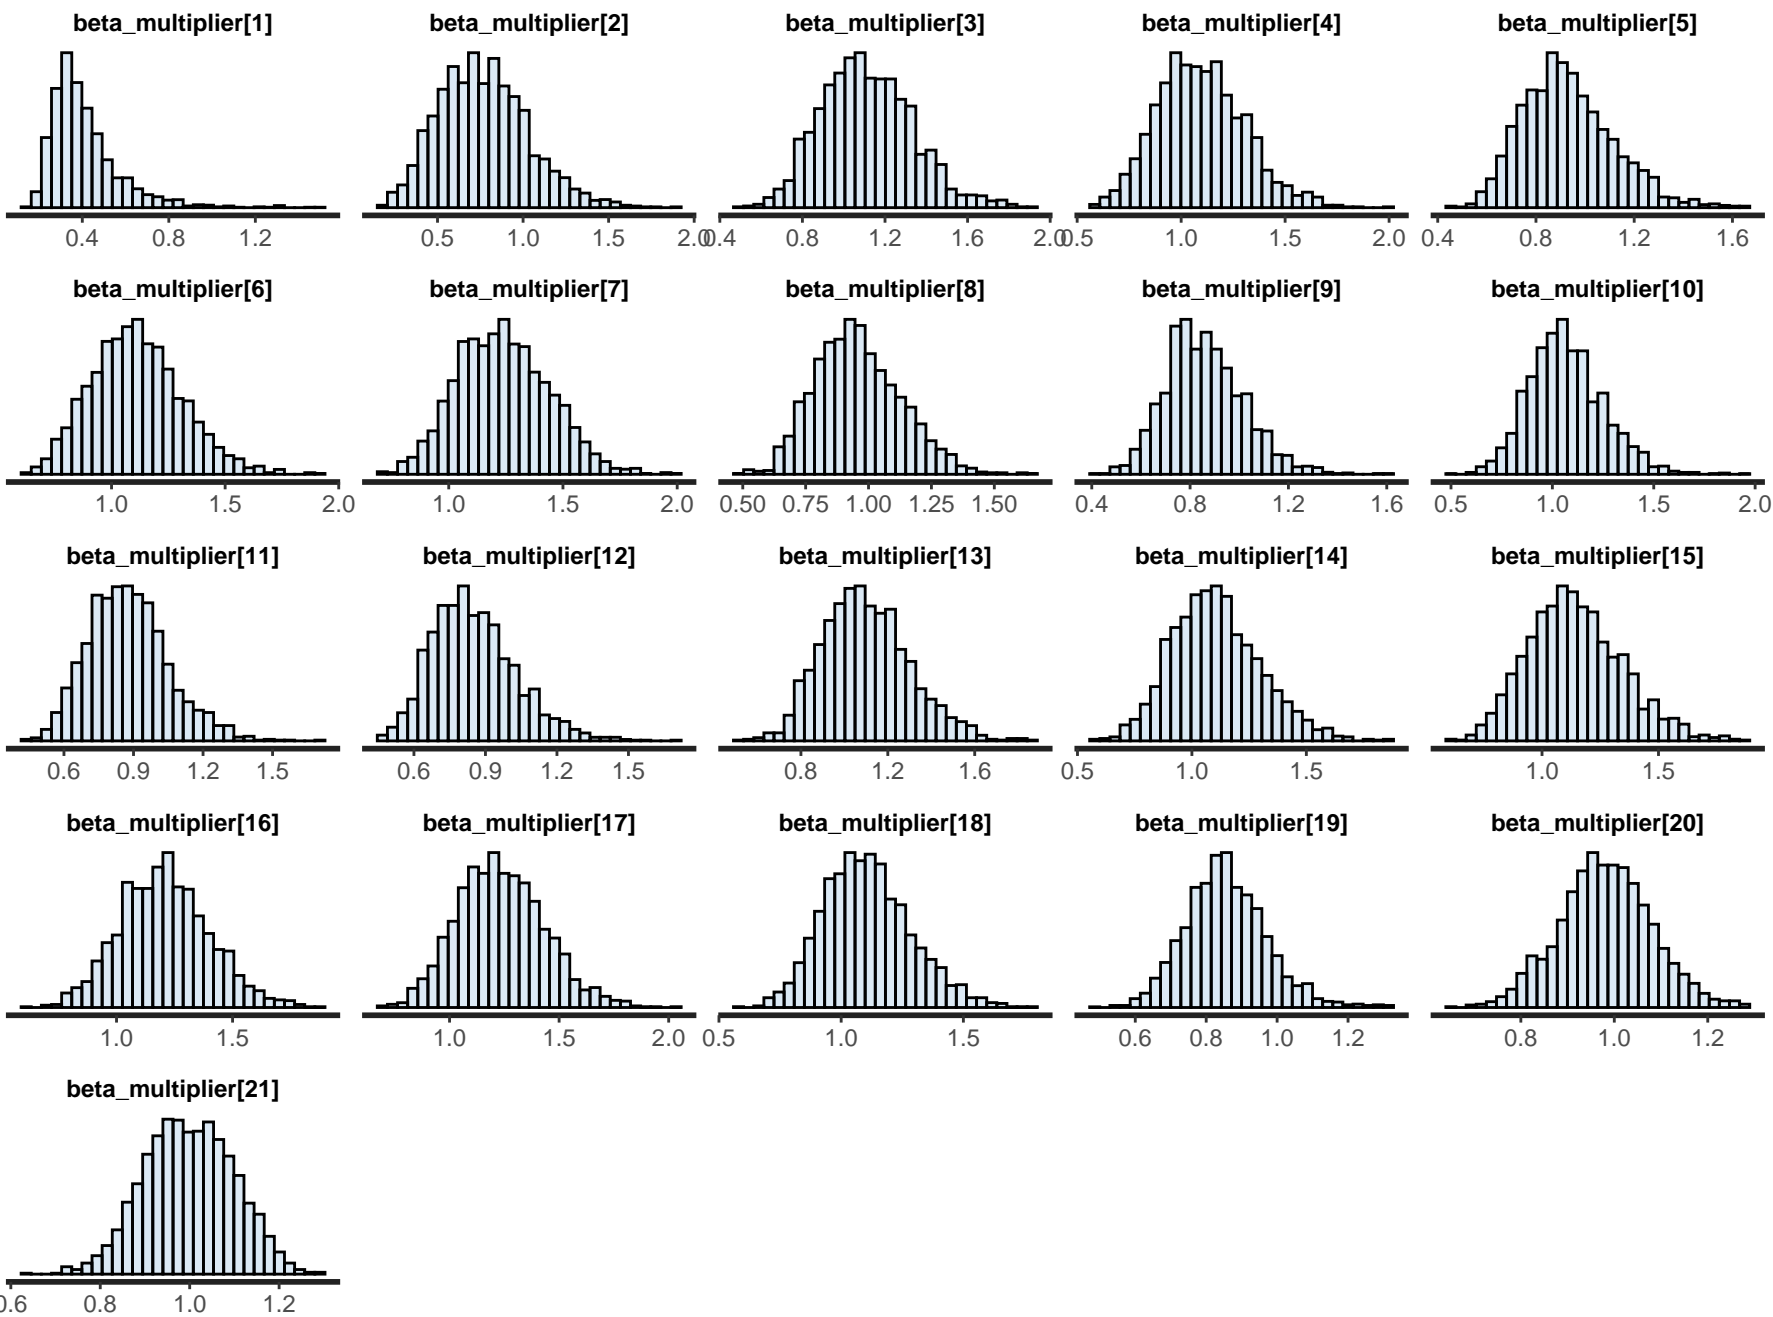 beta_multiplier[1] beta_multiplier[2] beta_multiplier[3] beta_multiplier[4] beta_multiplier[5]
0.4 0.8 1.2 0.5 1.0 1.5 2.0 0.4 0.8 1.2 1.6 2.0 0.5 1.0 1.5 2.0 0.4 0.8 1.2 1.6
beta_multiplier[6] beta_multiplier[7] beta_multiplier[8] beta_multiplier[9] beta_multiplier[10]
1.0 1.5 2.0 1.0 1.5 2.0 0.50 0.75 1.00 1.25 1.50 0.4 0.8 1.2 1.6 0.5 1.0 1.5 2.0
beta_multiplier[11] beta_multiplier[12] beta_multiplier[13] beta_multiplier[14] beta_multiplier[15]
0.6 0.9 1.2 1.5 0.6 0.9 1.2 1.5 0.8 1.2 1.6 0.5 1.0 1.5 1.0 1.5
beta_multiplier[16] beta_multiplier[17] beta_multiplier[18] beta_multiplier[19] beta_multiplier[20]
1.0 1.5 1.0 1.5 2.0 0.5 1.0 1.5 0.6 0.8 1.0 1.2 0.8 1.0 1.2
beta_multiplier[21]
0.6 0.8 1.0 1.2